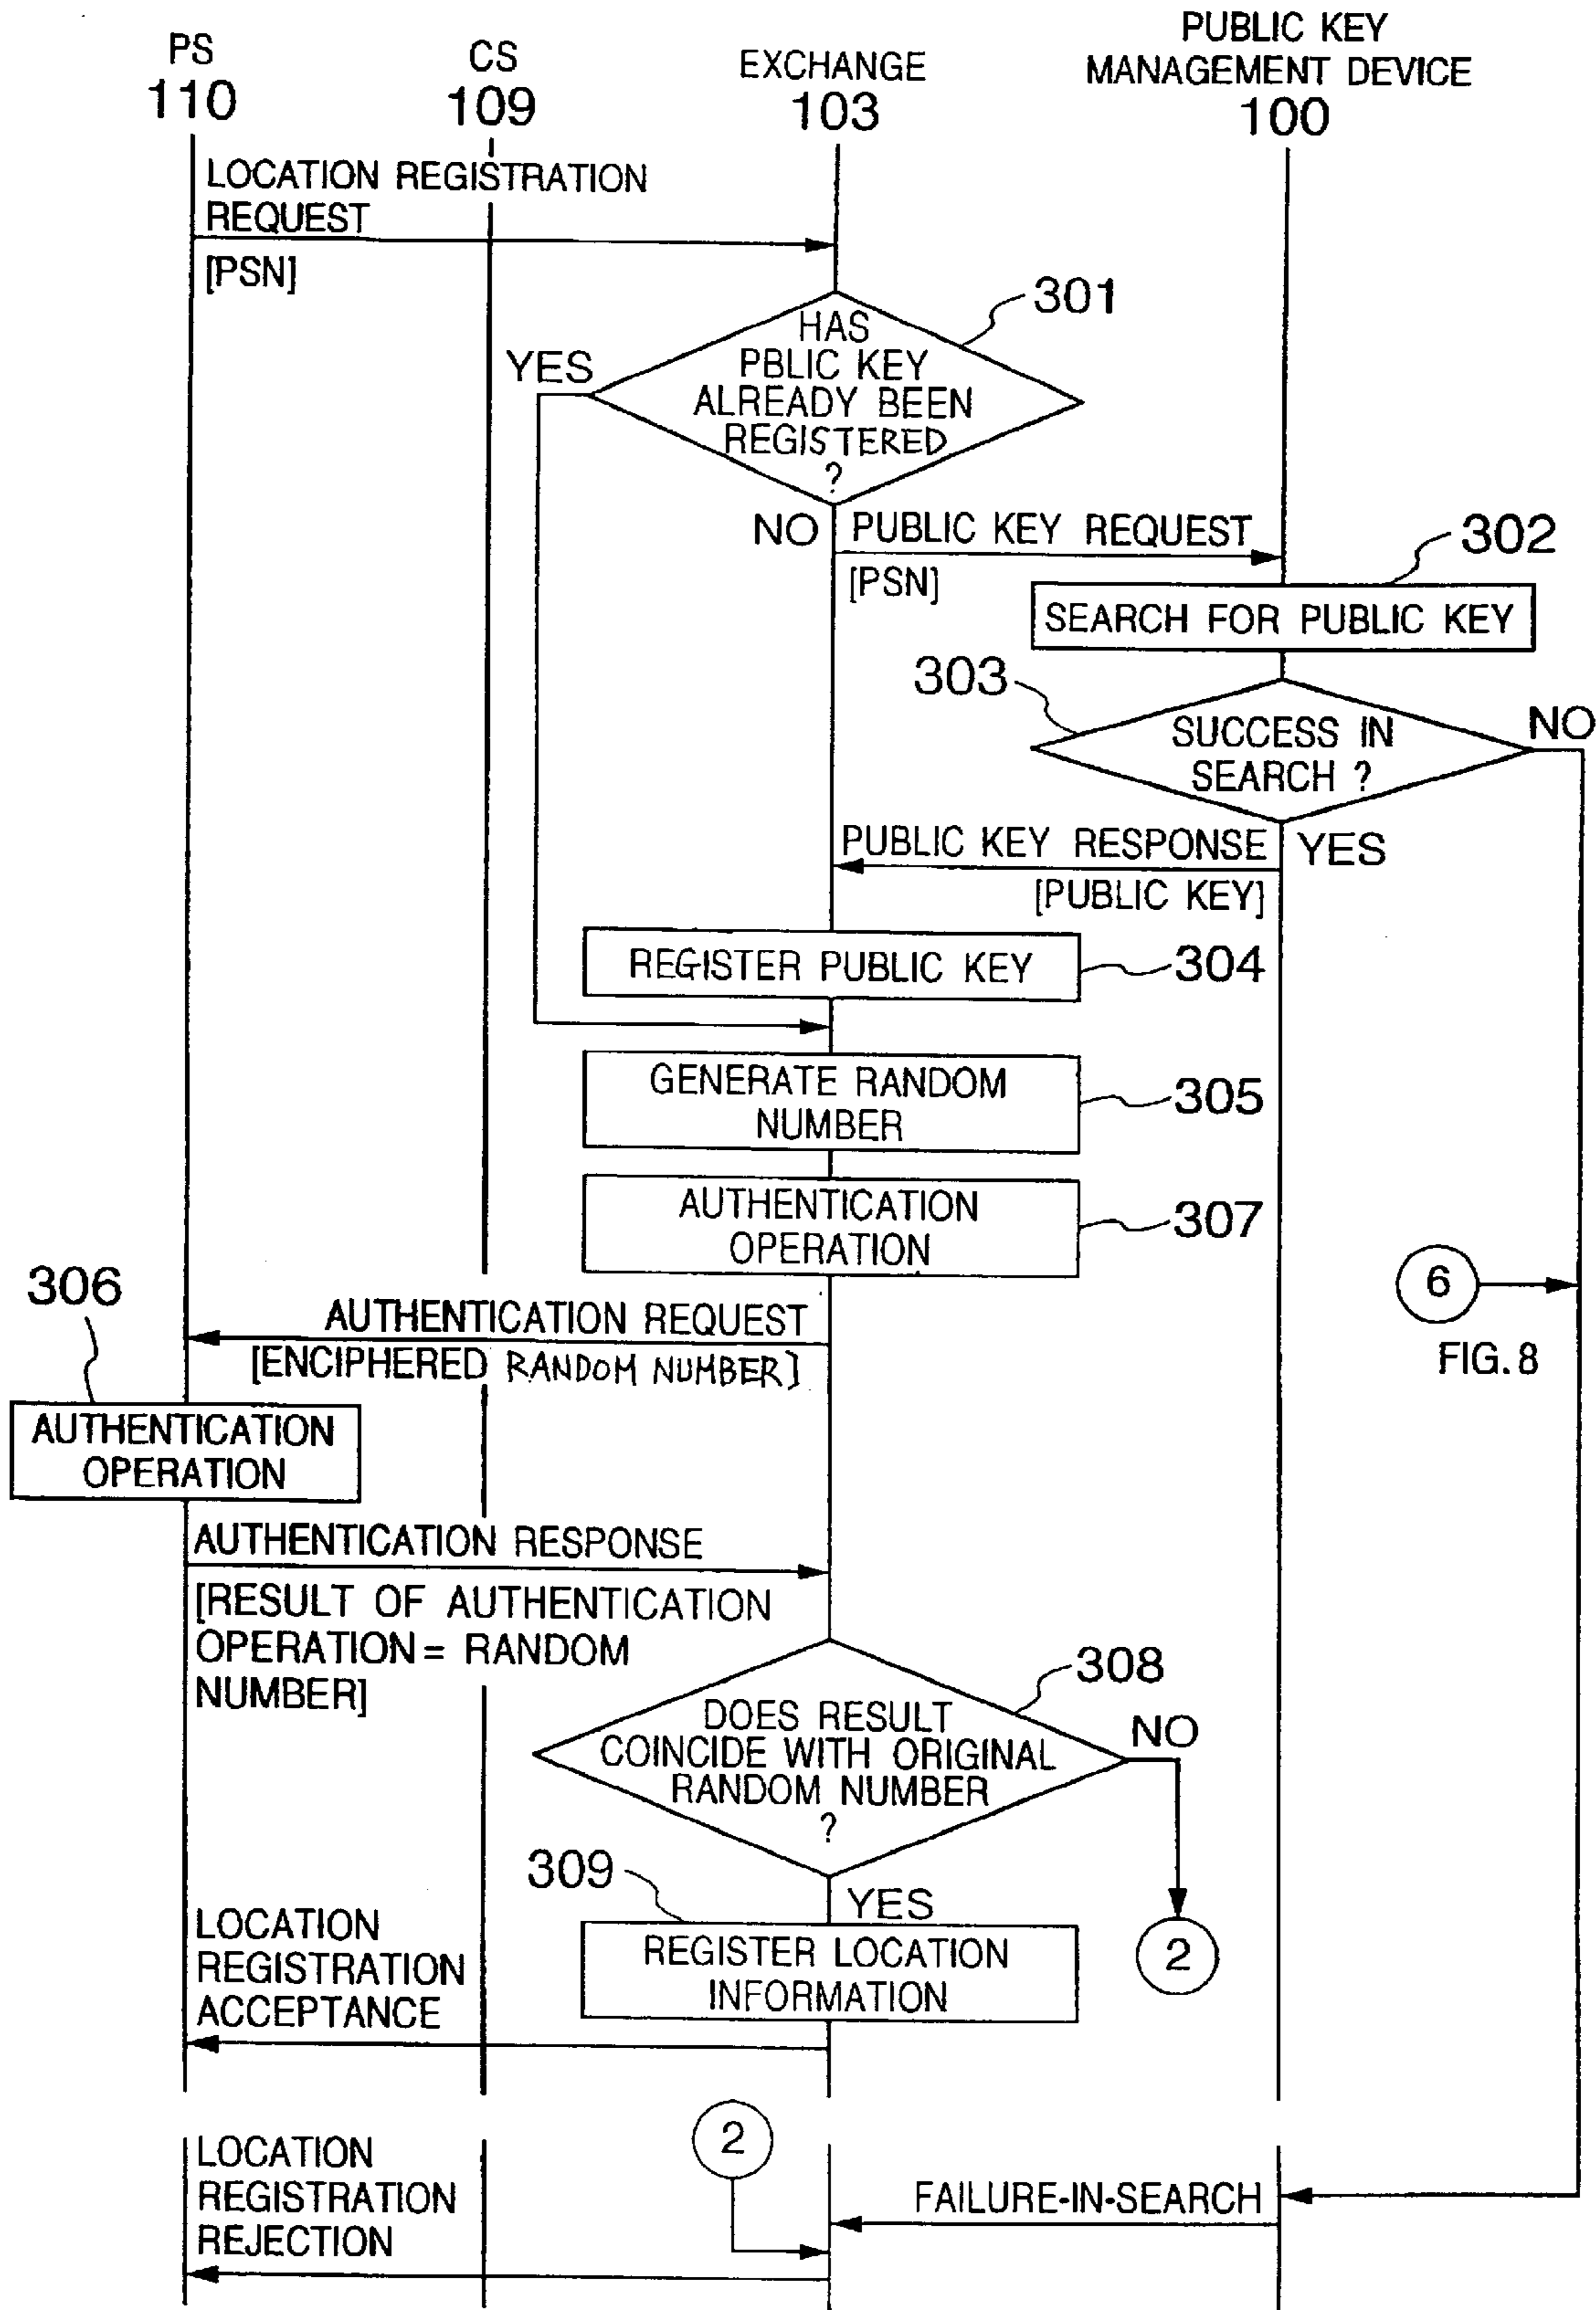 PS
110
CS
109
EXCHANGE
103
PUBLIC KEY
MANAGEMENT DEVICE
100
LOCATION REGISTRATION
REQUEST
[PSN]
301
HAS
PBLIC KEY
ALREADY BEEN
REGISTERED
?
YES
NO
PUBLIC KEY REQUEST
[PSN]
302
SEARCH FOR PUBLIC KEY
303
SUCCESS IN
SEARCH ?
NO
YES
PUBLIC KEY RESPONSE
[PUBLIC KEY]
REGISTER PUBLIC KEY
304
GENERATE RANDOM
NUMBER
305
AUTHENTICATION
OPERATION
307
6
FIG. 8
306
AUTHENTICATION REQUEST
[ENCIPHERED RANDOM NUMBER]
AUTHENTICATION
OPERATION
AUTHENTICATION RESPONSE
[RESULT OF AUTHENTICATION
OPERATION = RANDOM
NUMBER]
308
DOES RESULT
COINCIDE WITH ORIGINAL
RANDOM NUMBER
?
NO
2
309
YES
REGISTER LOCATION
INFORMATION
LOCATION
REGISTRATION
ACCEPTANCE
2
LOCATION
REGISTRATION
REJECTION
FAILURE-IN-SEARCH